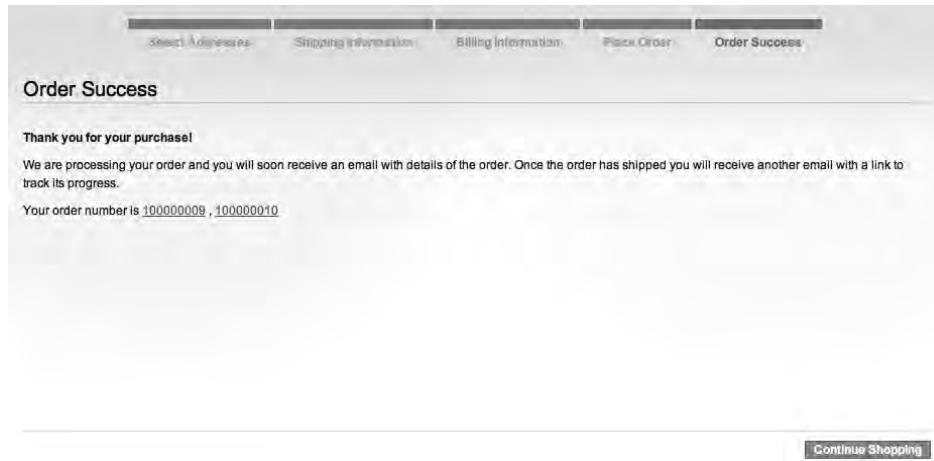 Select Addresses Shipping Information Billing Information Place Order Order Success
Order Success
Thank you for your purchase!
We are processing your order and you will soon receive an email with details of the order. Once the order has shipped you will receive another email with a link to
track its progress.
Your order number is 100000009 , 100000010
Continue Shopping